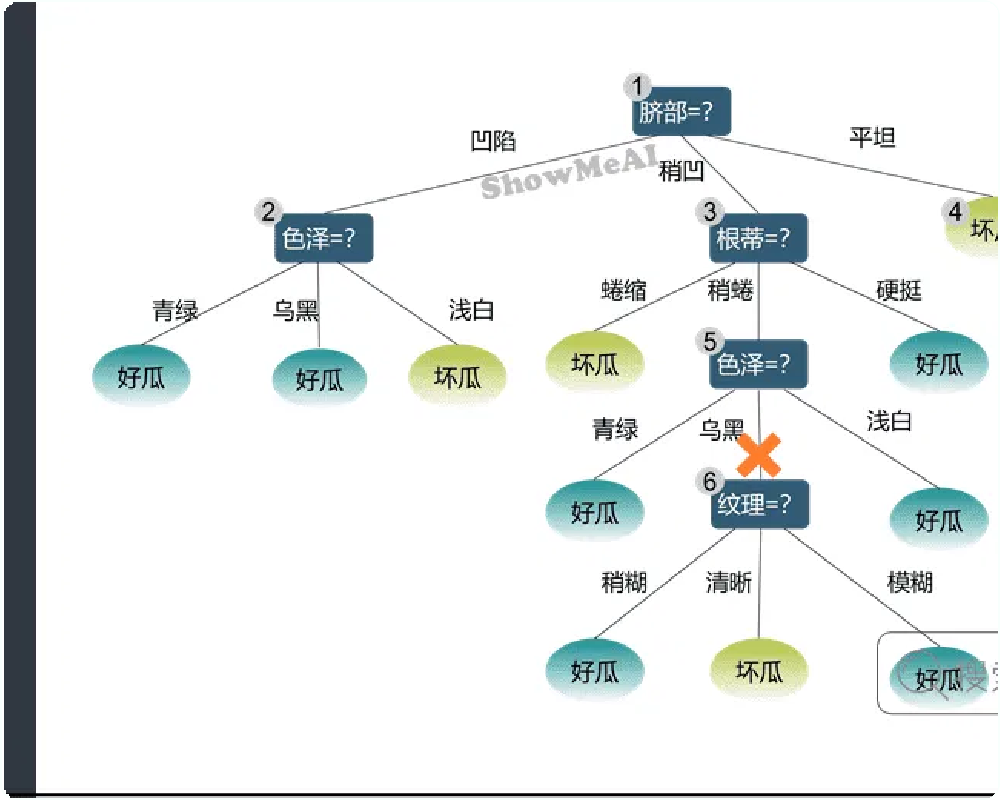 1
脐部=?
凹陷
稍凹
平坦
ShowMeAI
2
色泽=?
3
根蒂=?
4
坏
青绿
乌黑
浅白
蜷缩
稍蜷
硬挺
好瓜
好瓜
坏瓜
坏瓜
5
色泽=?
好瓜
青绿
乌黑
浅白
好瓜
6
纹理=?
好瓜
稍糊
清晰
模糊
好瓜
坏瓜
好瓜
搜